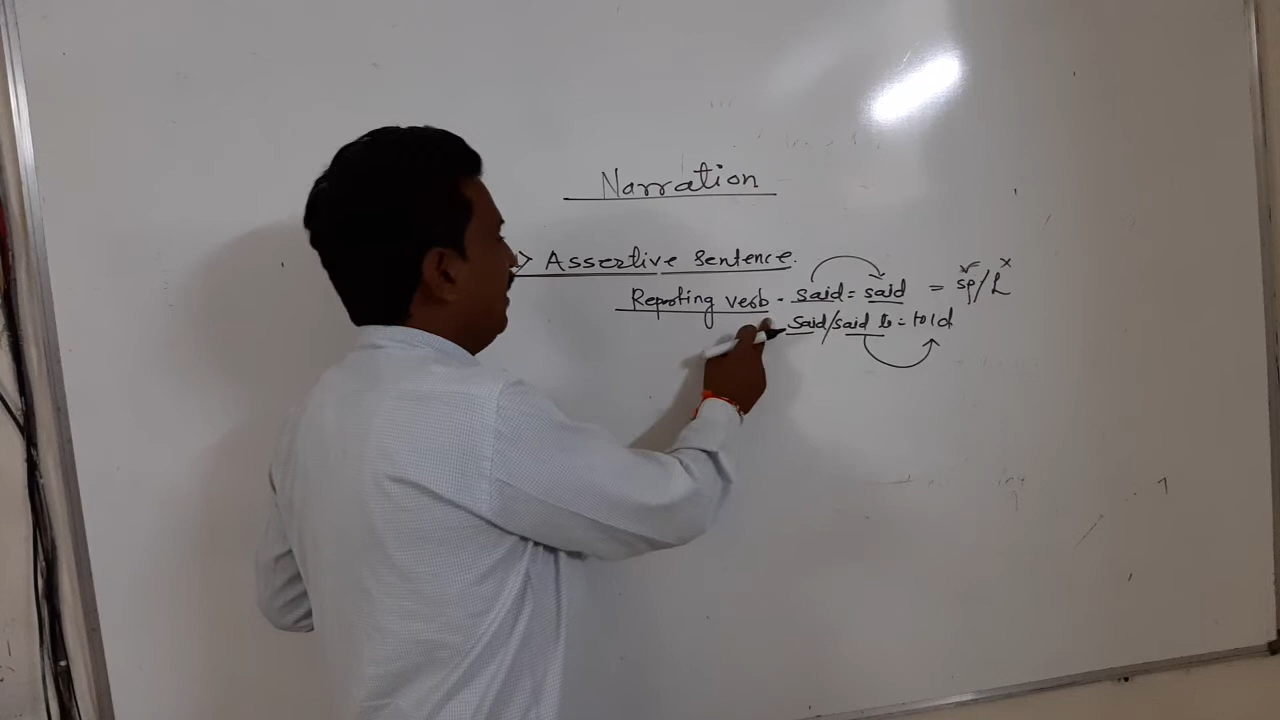 Narration
> Assertive sentence.
Reporting verb - said = said = sp/L
said/said to = told